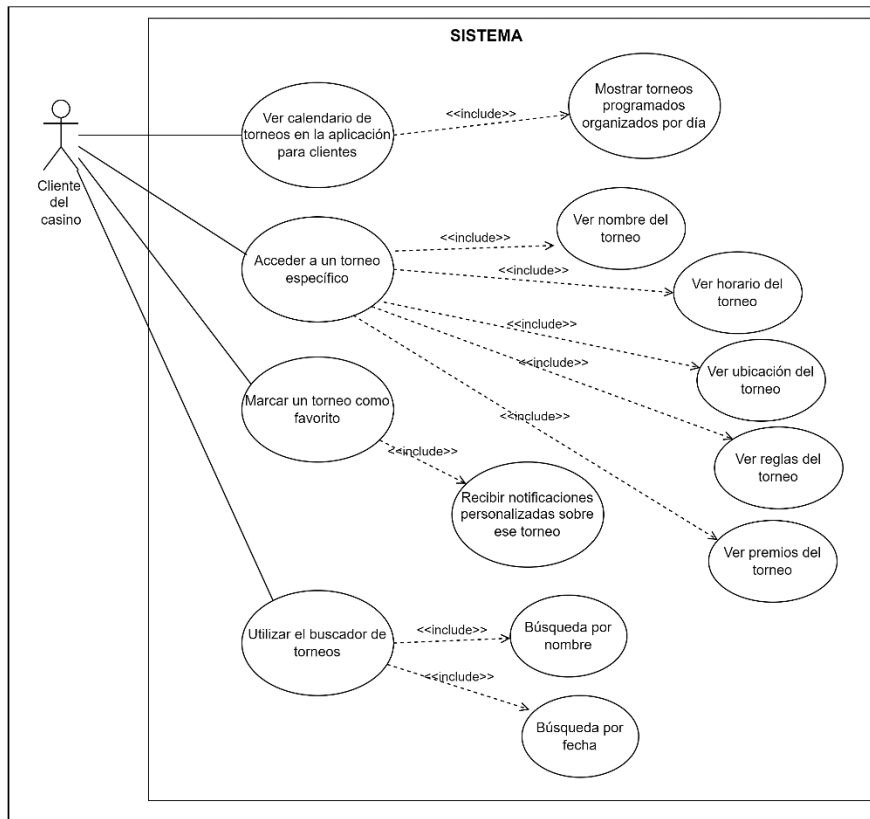 SISTEMA
Cliente
del
casino
Ver calendario de
torneos en la aplicación
para clientes
<<include>>
Mostrar torneos
programados
organizados por día
Acceder a un torneo
específico
<<include>>
Ver nombre del
torneo
<<include>>
Ver horario del
torneo
<<include>>
Ver ubicación del
torneo
<<include>>
Ver reglas del
torneo
<<include>>
Ver premios del
torneo
Marcar un torneo como
favorito
<<include>>
Recibir notificaciones
personalizadas sobre
ese torneo
Utilizar el buscador de
torneos
<<include>>
Búsqueda por
nombre
<<include>>
Búsqueda por
fecha